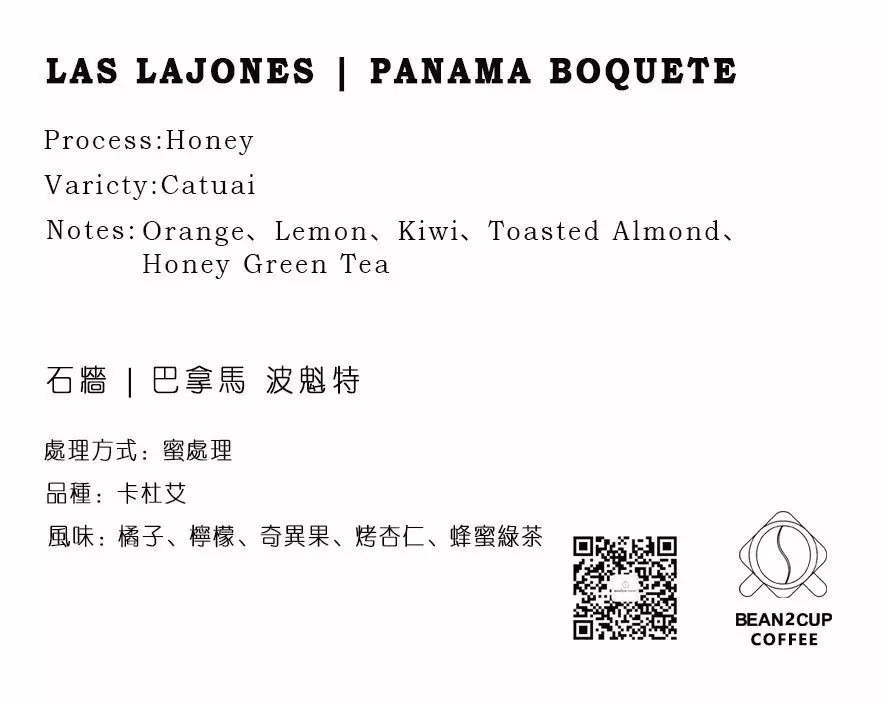 LAS LAJONES | PANAMA BOQUETE
Process:Honey
Varicty:Catuai
Notes: Orange、Lemon、Kiwi、Toasted Almond、
Honey Green Tea
石牆 | 巴拿馬 波魁特
處理方式：蜜處理
品種：卡杜艾
風味：橘子、檸檬、奇異果、烤杏仁、蜂蜜綠茶
BEAN2CUP
COFFEE